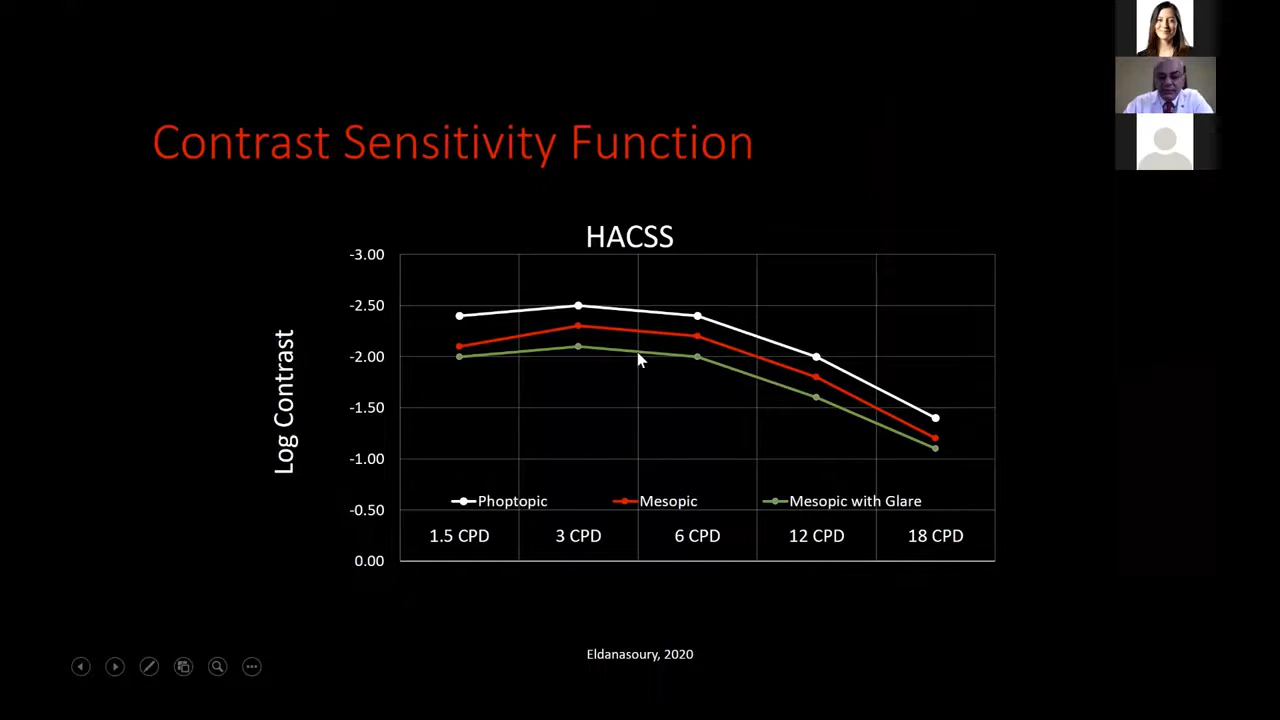 Contrast Sensitivity Function
HACSS
Log Contrast
-3.00
-2.50
-2.00
-1.50
-1.00
-0.50
0.00
Phoptopic
Mesopic
Mesopic with Glare
1.5 CPD
3 CPD
6 CPD
12 CPD
18 CPD
Eldanasoury, 2020